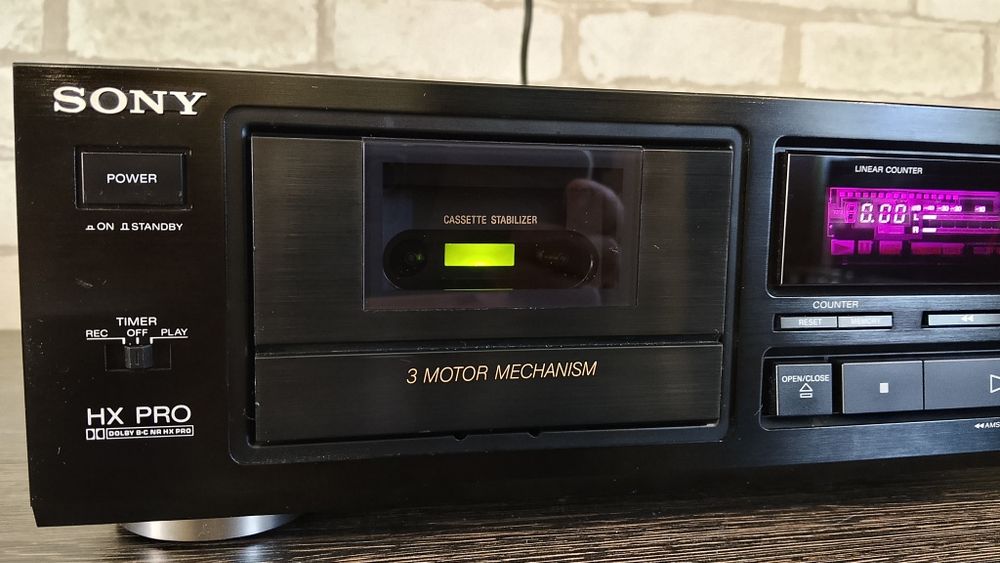 SONY
POWER
ON STANDBY
TIMER
REC OFF PLAY
HX PRO
DOLBY B-C NR HX PRO
CASSETTE STABILIZER
3 MOTOR MECHANISM
LINEAR COUNTER
0.00
L
R
COUNTER
RESET MEMORY
OPEN/CLOSE
AMS